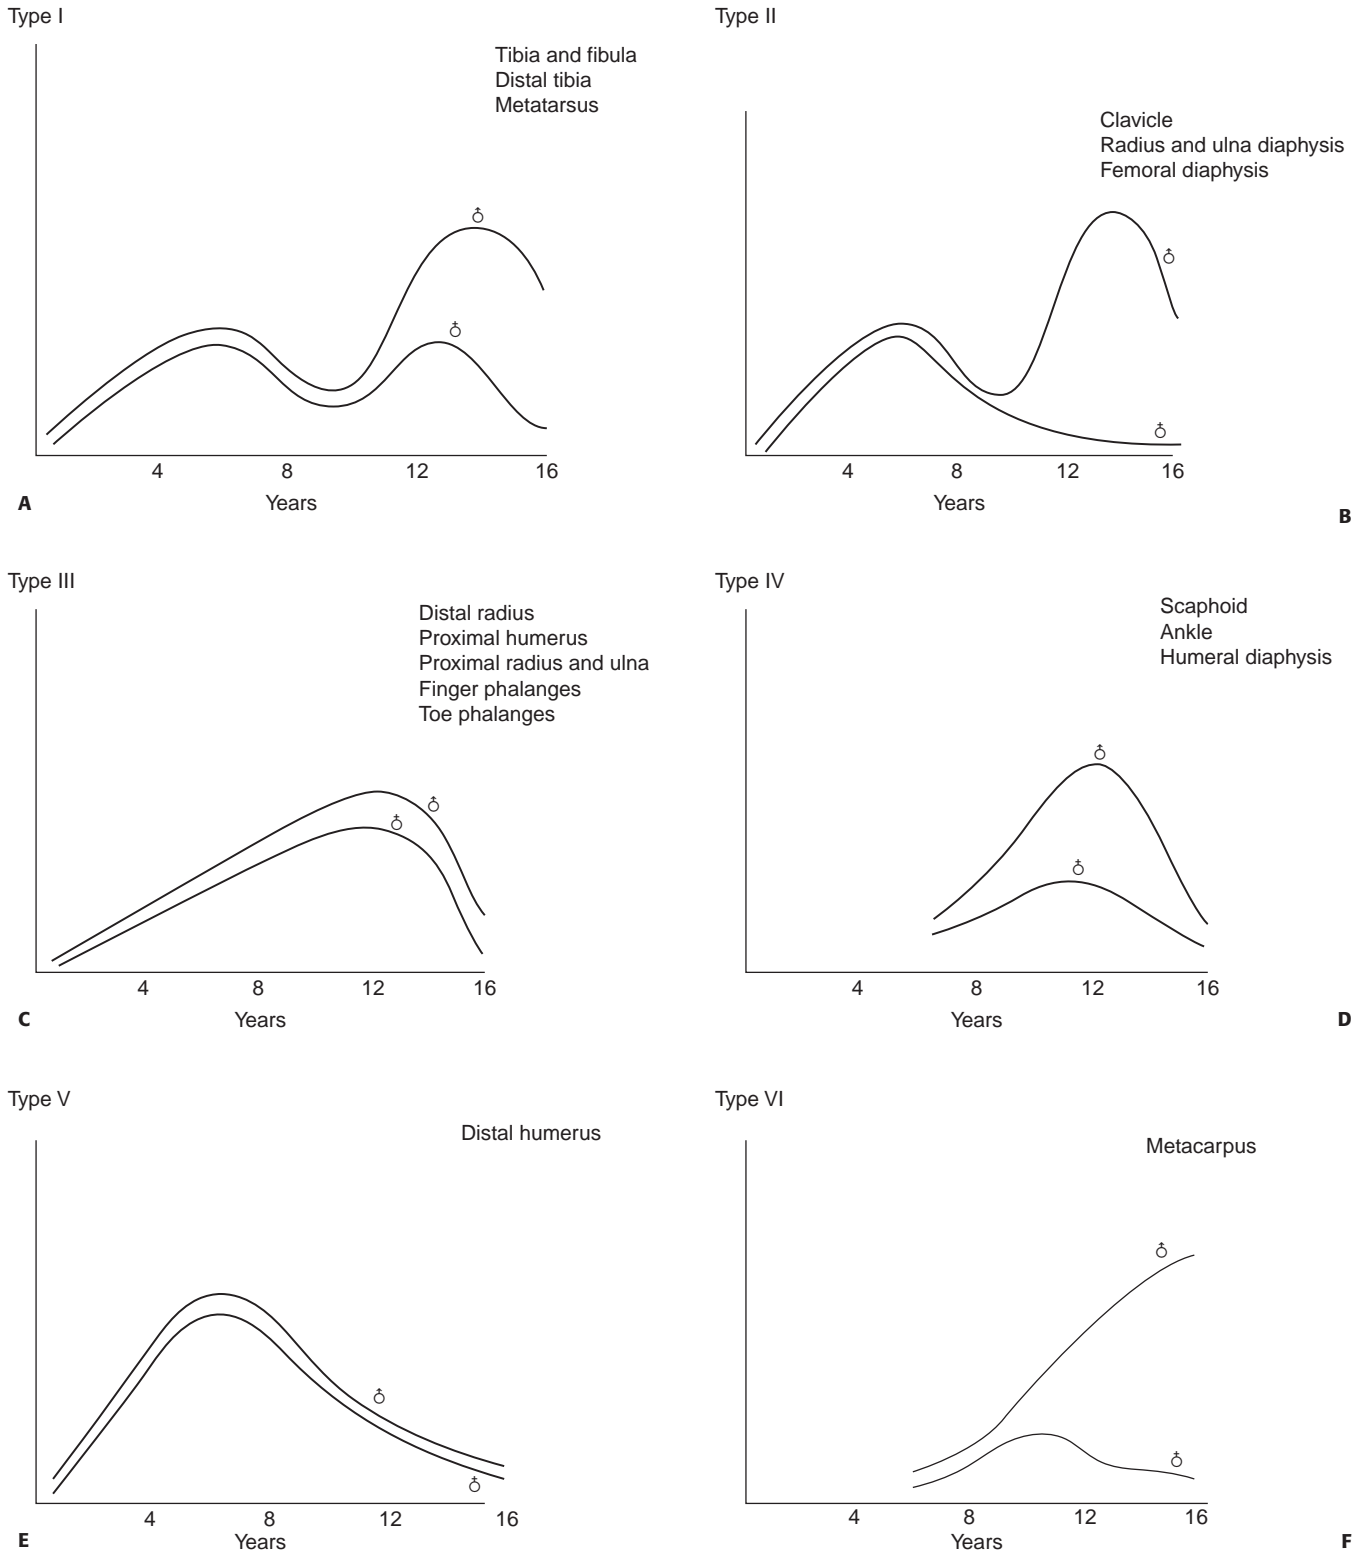 Type I
Tibia and fibula
Distal tibia
Metatarsus
♂
♀
4 8 12 16
Years
A
Type II
Clavicle
Radius and ulna diaphysis
Femoral diaphysis
♂
♀
4 8 12 16
Years
B
Type III
Distal radius
Proximal humerus
Proximal radius and ulna
Finger phalanges
Toe phalanges
♂
♀
4 8 12 16
Years
C
Type IV
Scaphoid
Ankle
Humeral diaphysis
♂
♀
4 8 12 16
Years
D
Type V
Distal humerus
♂
♀
4 8 12 16
Years
E
Type VI
Metacarpus
♂
♀
4 8 12 16
Years
F